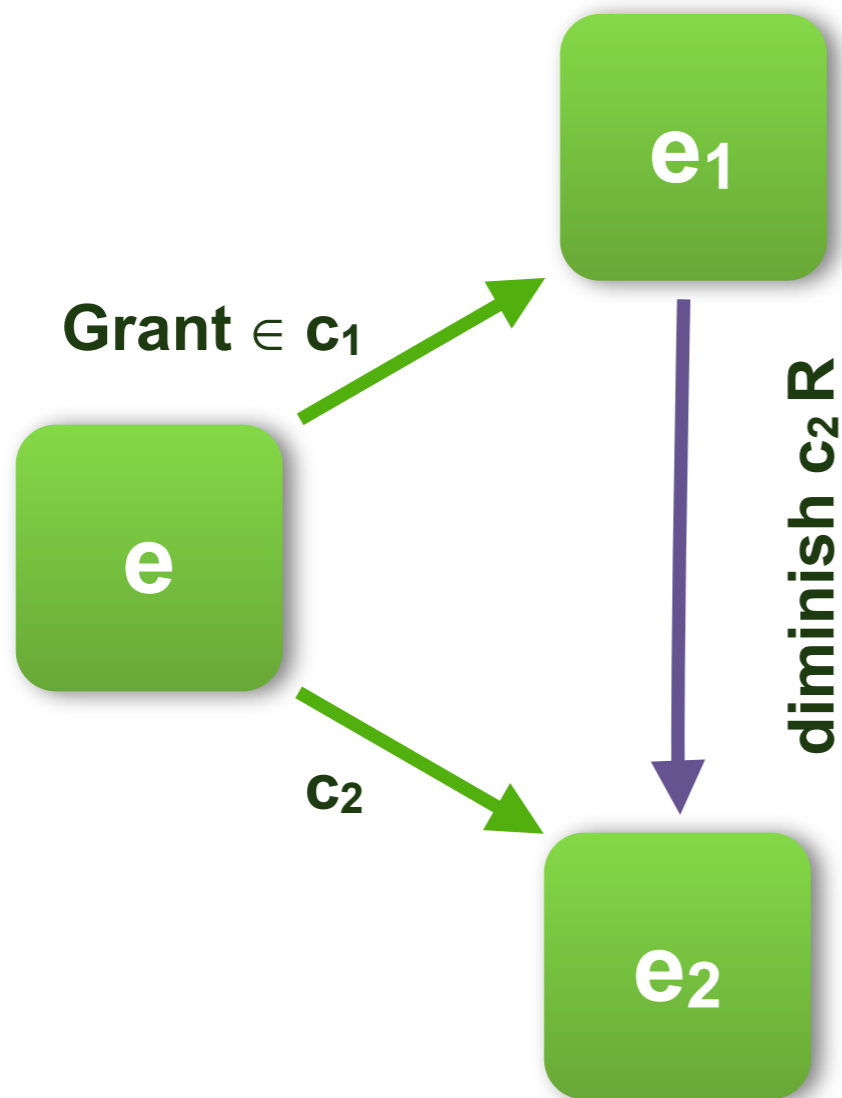 e₁
Grant ∈ c₁
e
diminish c₂ R
c₂
e₂